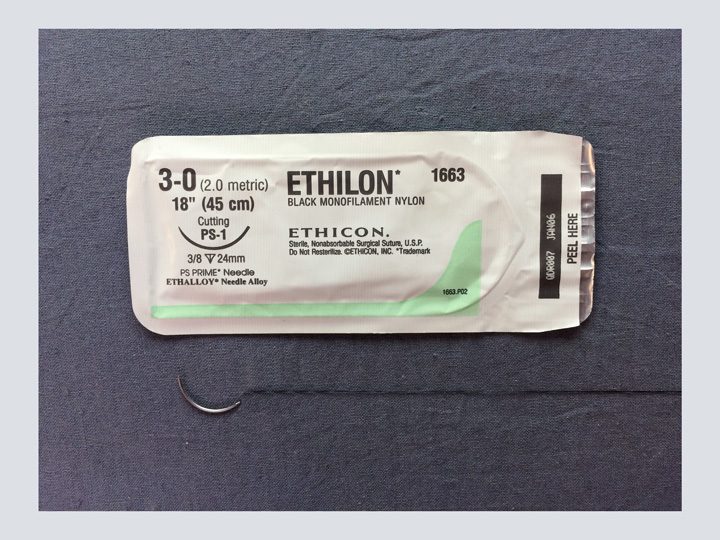 3-0 (2.0 metric)
18" (45 cm)
Cutting
PS-1
3/8 24mm
PS PRIME* Needle
ETHALLOY* Needle Alloy
ETHILON* 1663
BLACK MONOFILAMENT NYLON
ETHICON.
Sterile, Nonabsorbable Surgical Suture, U.S.P.
Do Not Resterilize. ©ETHICON, INC. *Trademark
1663.P02
QDR007 JAN06
PEEL HERE